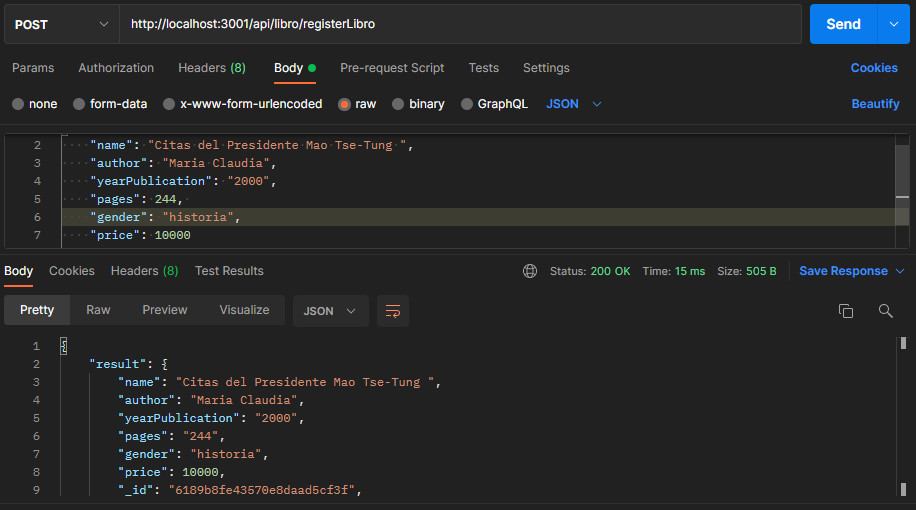 POST http://localhost:3001/api/libro/registerLibro Send
Params Authorization Headers (8) Body Pre-request Script Tests Settings Cookies
none form-data x-www-form-urlencoded raw binary GraphQL JSON Beautify
2 "name": "Citas del Presidente Mao Tse-Tung ",
3 "author": "Maria Claudia",
4 "yearPublication": "2000",
5 "pages": 244,
6 "gender": "historia",
7 "price": 10000
Body Cookies Headers (8) Test Results Status: 200 OK Time: 15 ms Size: 505 B Save Response
Pretty Raw Preview Visualize JSON
1 {
2 "result": {
3 "name": "Citas del Presidente Mao Tse-Tung ",
4 "author": "Maria Claudia",
5 "yearPublication": "2000",
6 "pages": "244",
7 "gender": "historia",
8 "price": 10000,
9 "_id": "6189b8fe43570e8daad5cf3f",